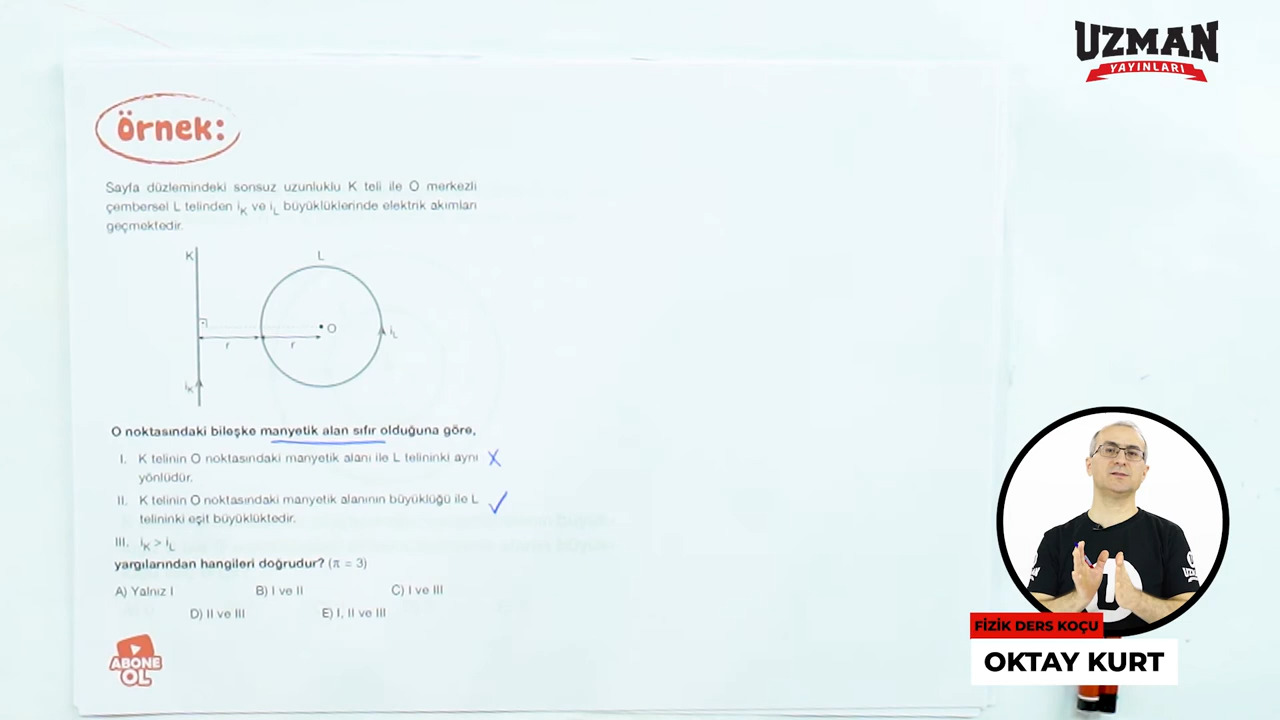 UZMAN
YAYINLARI
Örnek:
Sayfa düzlemindeki sonsuz uzunluklu K teli ile O merkezli
çembersel L telinden iK ve iL büyüklüklerinde elektrik akımları
geçmektedir.
K
L
O
iL
r
r
iK
O noktasındaki bileşke manyetik alan sıfır olduğuna göre,
I. K telinin O noktasındaki manyetik alanı ile L telininki aynı
yönlüdür.
II. K telinin O noktasındaki manyetik alanının büyüklüğü ile L
telininki eşit büyüklüktedir.
III. iK > iL
yargılarından hangileri doğrudur? (π = 3)
A) Yalnız I B) I ve II C) I ve III
D) II ve III E) I, II ve III
ABONE
OL
UZMAN
FİZİK DERS KOÇU
OKTAY KURT